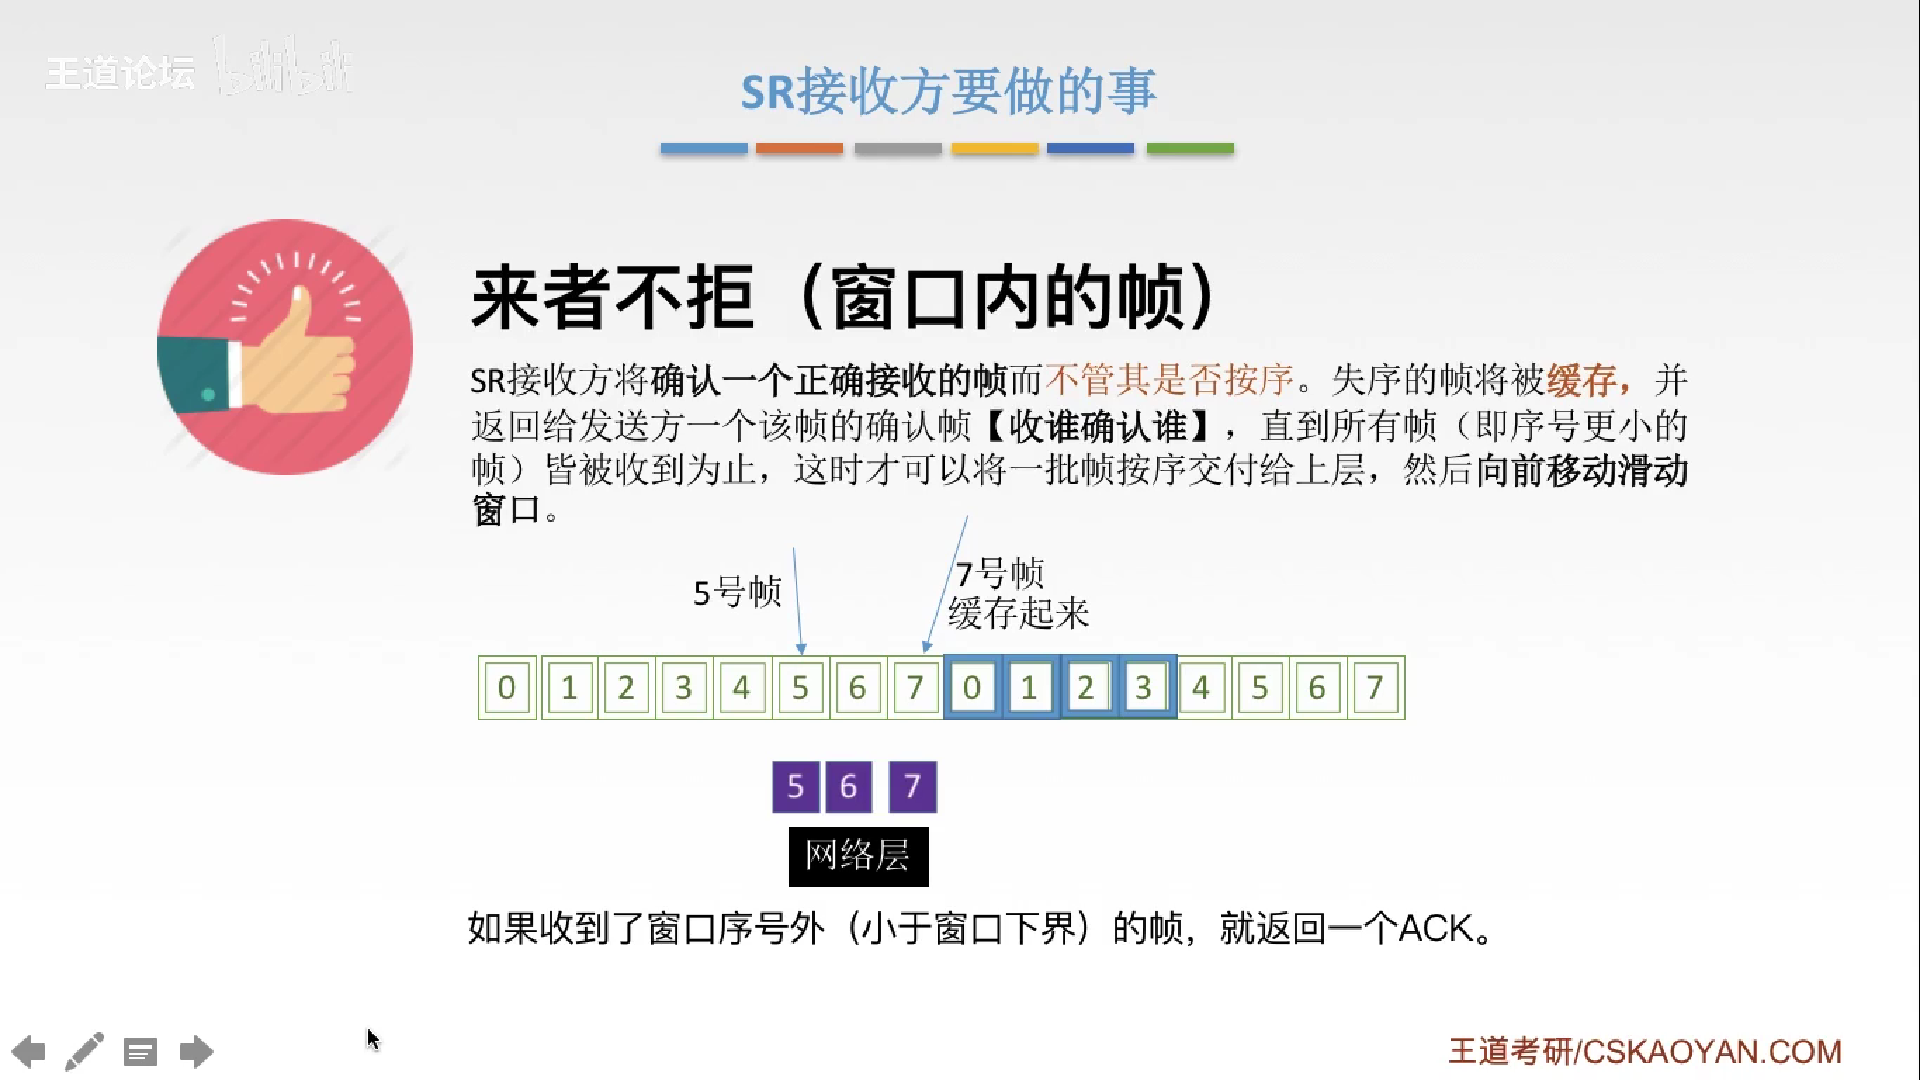 王道论坛 bilibili
SR接收方要做的事
来者不拒（窗口内的帧）
SR接收方将确认一个正确接收的帧而不管其是否按序。失序的帧将被缓存，并
返回给发送方一个该帧的确认帧【收谁确认谁】，直到所有帧（即序号更小的
帧）皆被收到为止，这时才可以将一批帧按序交付给上层，然后向前移动滑动
窗口。
5号帧
7号帧
缓存起来
0 1 2 3 4 5 6 7 0 1 2 3 4 5 6 7
5 6 7
网络层
如果收到了窗口序号外（小于窗口下界）的帧，就返回一个ACK。
王道考研/CSKAOYAN.COM